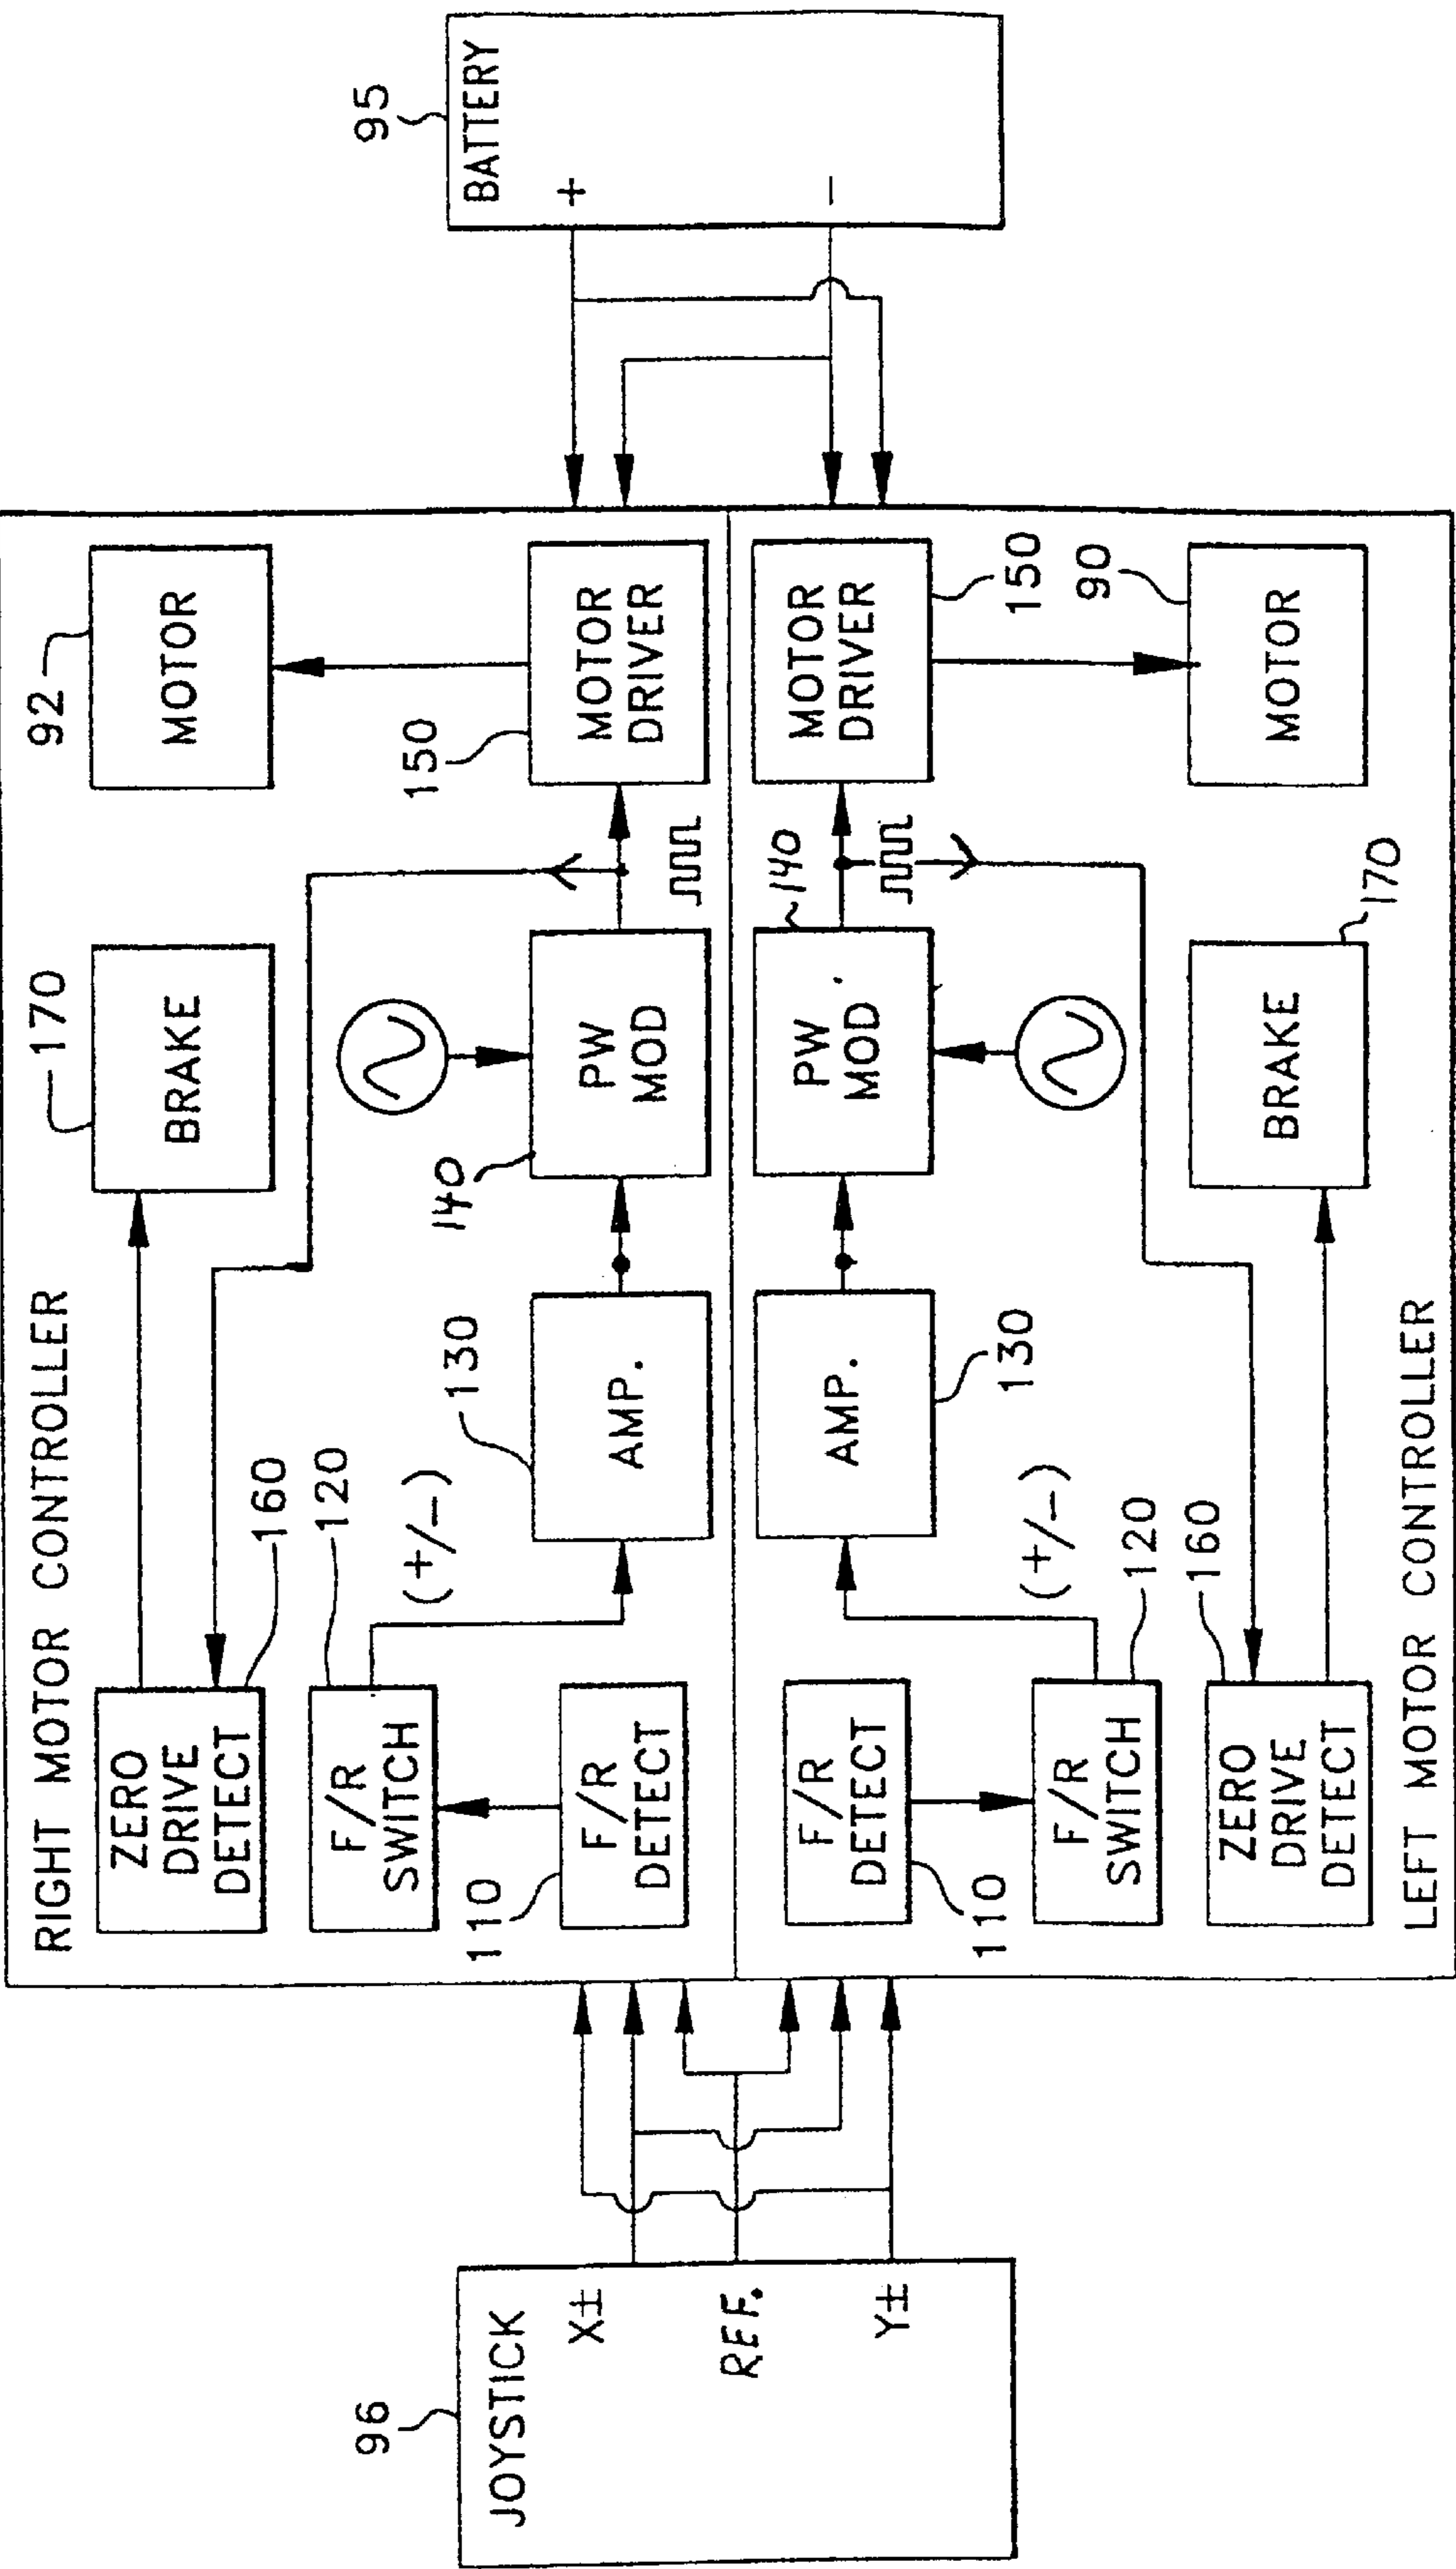 RIGHT MOTOR CONTROLLER
ZERO
DRIVE
DETECT
160
170
BRAKE
92
MOTOR
F/R
SWITCH
120
(+/−)
F/R
DETECT
110
AMP.
130
PW
MOD
140
MOTOR
DRIVER
150
JOYSTICK
96
X±
REF.
Y±
BATTERY
95
+
−
F/R
DETECT
110
AMP.
130
PW
MOD
140
MOTOR
DRIVER
150
F/R
SWITCH
120
(+/−)
ZERO
DRIVE
DETECT
160
BRAKE
170
MOTOR
90
LEFT MOTOR CONTROLLER